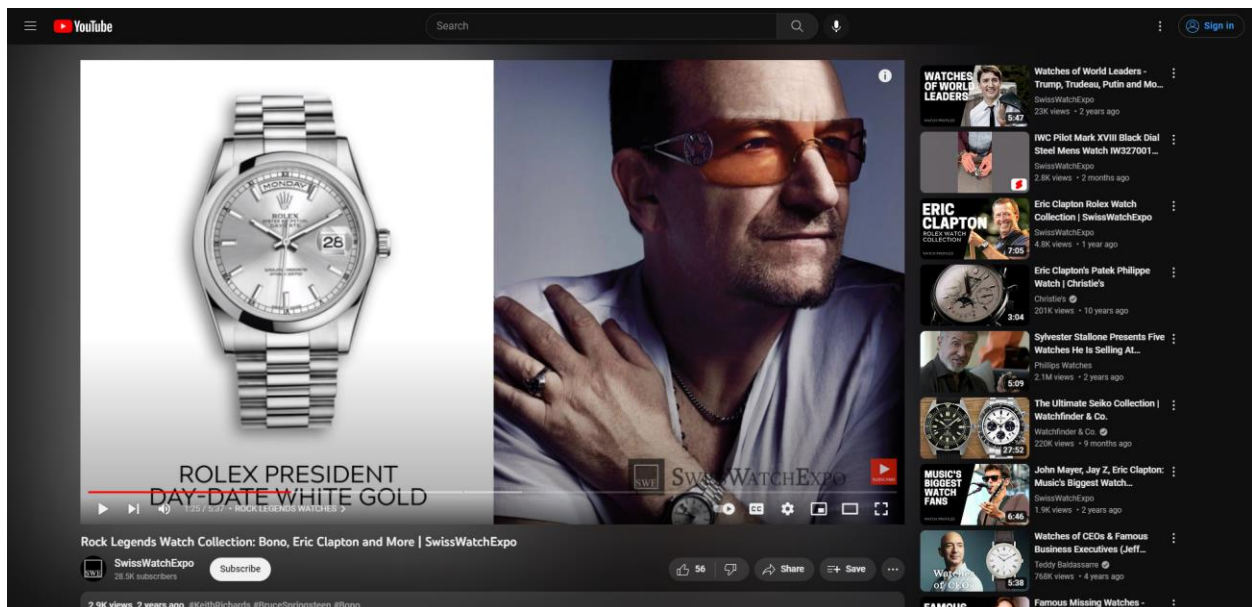 YouTube
Search
Sign in
MONDAY
ROLEX
28
ROLEX PRESIDENT
DAY-DATE WHITE GOLD
SWE SWISSWATCHEXPO
SUBSCRIBE
1:25 / 5:37 • ROCK LEGENDS WATCHES >
CC
Rock Legends Watch Collection: Bono, Eric Clapton and More | SwissWatchExpo
SWE
SwissWatchExpo
28.5K subscribers
Subscribe
56
Share
Save
2.9K views 2 years ago #KeithRichards #BruceSpringsteen #Bono
WATCHES
OF WORLD
LEADERS
5:47
Watches of World Leaders -
Trump, Trudeau, Putin and Mo...
SwissWatchExpo
23K views • 2 years ago
IWC Pilot Mark XVIII Black Dial
Steel Mens Watch IW327001...
SwissWatchExpo
2.8K views • 2 months ago
ERIC
CLAPTON
ROLEX WATCH
COLLECTION
7:05
Eric Clapton Rolex Watch
Collection | SwissWatchExpo
SwissWatchExpo
4.8K views • 1 year ago
3:04
Eric Clapton's Patek Philippe
Watch | Christie's
Christie's
201K views • 10 years ago
5:09
Sylvester Stallone Presents Five
Watches He Is Selling At...
Phillips Watches
2.1M views • 2 years ago
27:52
The Ultimate Seiko Collection |
Watchfinder & Co.
Watchfinder & Co.
220K views • 9 months ago
MUSIC'S
BIGGEST
WATCH
FANS
6:46
John Mayer, Jay Z, Eric Clapton:
Music's Biggest Watch...
SwissWatchExpo
1.9K views • 2 years ago
Watches
of CEO
5:38
Watches of CEOs & Famous
Business Executives (Jeff...
Teddy Baldassarre
768K views • 4 years ago
FAMOUS
Famous Missing Watches -